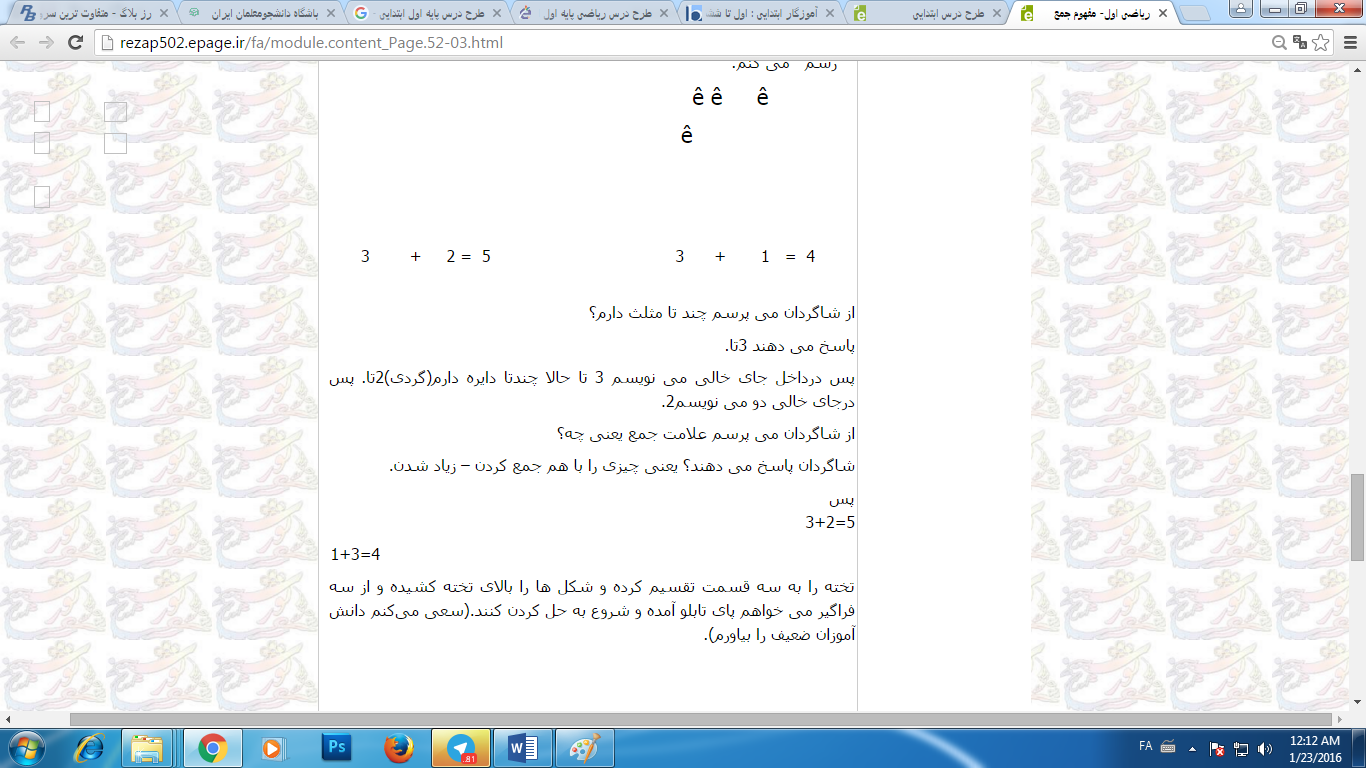 رز بلاگ - متفاوت ترین سرو
باشگاه دانشجومعلمان ایران
طرح درس پایه اول ابتدایی -
طرح درس ریاضی پایه اول
آموزگار ابتدایی : اول تا شش
طرح درس ابتدایی
ریاضی اول- مفهوم جمع
rezap502.epage.ir/fa/module.content_Page.52-03.html
رسم می کنم.
ê ê ê
ê
3 + 2 = 5 3 + 1 = 4
از شاگردان می پرسم چند تا مثلث دارم؟
پاسخ می دهند 3تا.
پس درداخل جای خالی می نویسم 3 تا حالا چندتا دایره دارم(گردی)2تا. پس
درجای خالی دو می نویسم2.
از شاگردان می پرسم علامت جمع یعنی چه؟
شاگردان پاسخ می دهند؟ یعنی چیزی را با هم جمع کردن – زیاد شدن.
پس
3+2=5
1+3=4
تخته را به سه قسمت تقسیم کرده و شکل ها را بالای تخته کشیده و از سه
فراگیر می خواهم پای تابلو آمده و شروع به حل کردن کنند.(سعی می‌کنم دانش
آموزان ضعیف را بیاورم).
Ps
81
FA
12:12 AM
1/23/2016